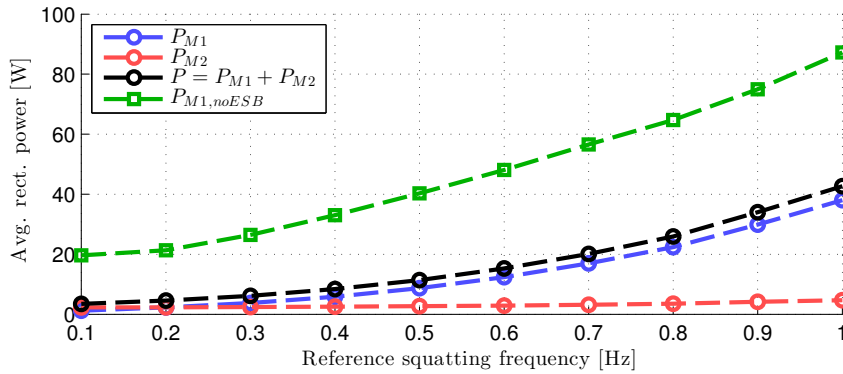 Avg. rect. power [W]
100
80
60
40
20
0
P_{M1}
P_{M2}
P = P_{M1} + P_{M2}
P_{M1,noESB}
0.1 0.2 0.3 0.4 0.5 0.6 0.7 0.8 0.9 1
Reference squatting frequency [Hz]